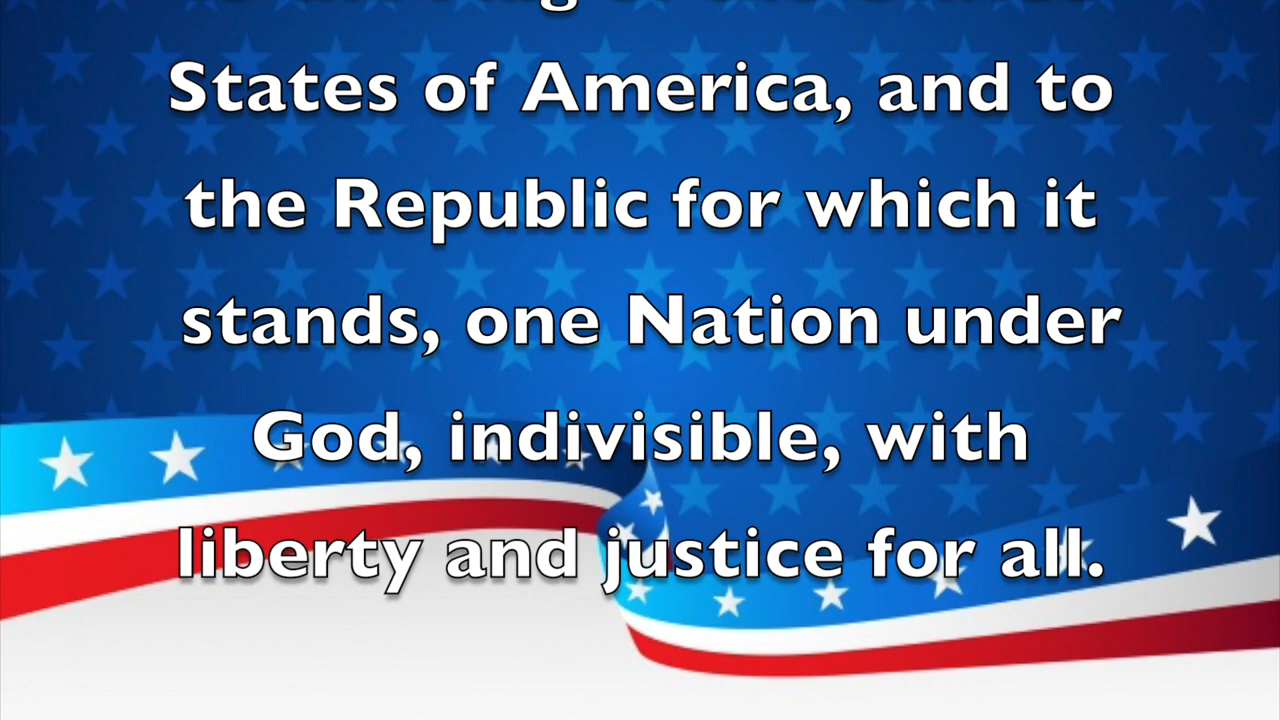 States of America, and to
the Republic for which it
stands, one Nation under
God, indivisible, with
liberty and justice for all.